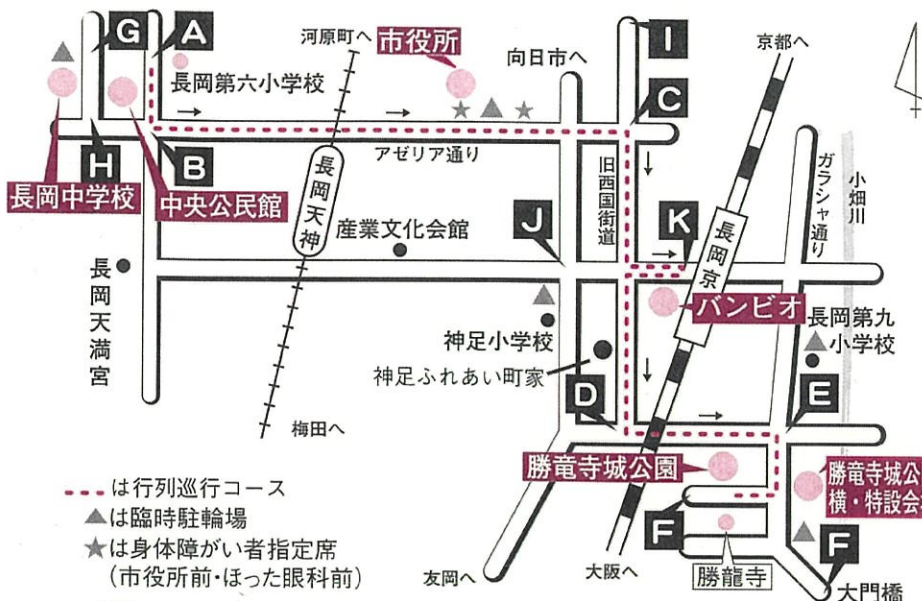 G
A
河原町へ
市役所
向日市へ
I
京都へ
長岡第六小学校
C
アゼリア通り
H
B
長岡中学校
中央公民館
長岡天神
旧西国街道
ガラシャ通り
小畑川
産業文化会館
J
K
長岡京
長岡天満宮
バンビオ
神足小学校
長岡第九
小学校
神足ふれあい町家
D
E
梅田へ
勝竜寺城公園
勝竜寺城公
横・特設会
は行列巡行コース
は臨時駐輪場
は身体障がい者指定席
(市役所前・ほった眼科前)
F
勝龍寺
F
友岡へ
大阪へ
大門橋